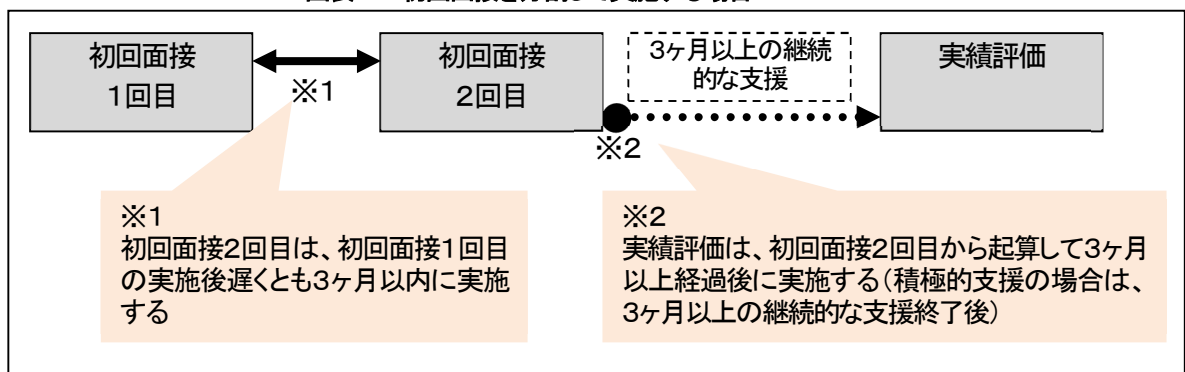 初回面接
1回目
※1
初回面接
2回目
3ヶ月以上の継続
的な支援
実績評価
※2
※1
初回面接2回目は、初回面接1回目
の実施後遅くとも3ヶ月以内に実施
する
※2
実績評価は、初回面接2回目から起算して3ヶ月
以上経過後に実施する（積極的支援の場合は、
3ヶ月以上の継続的な支援終了後）